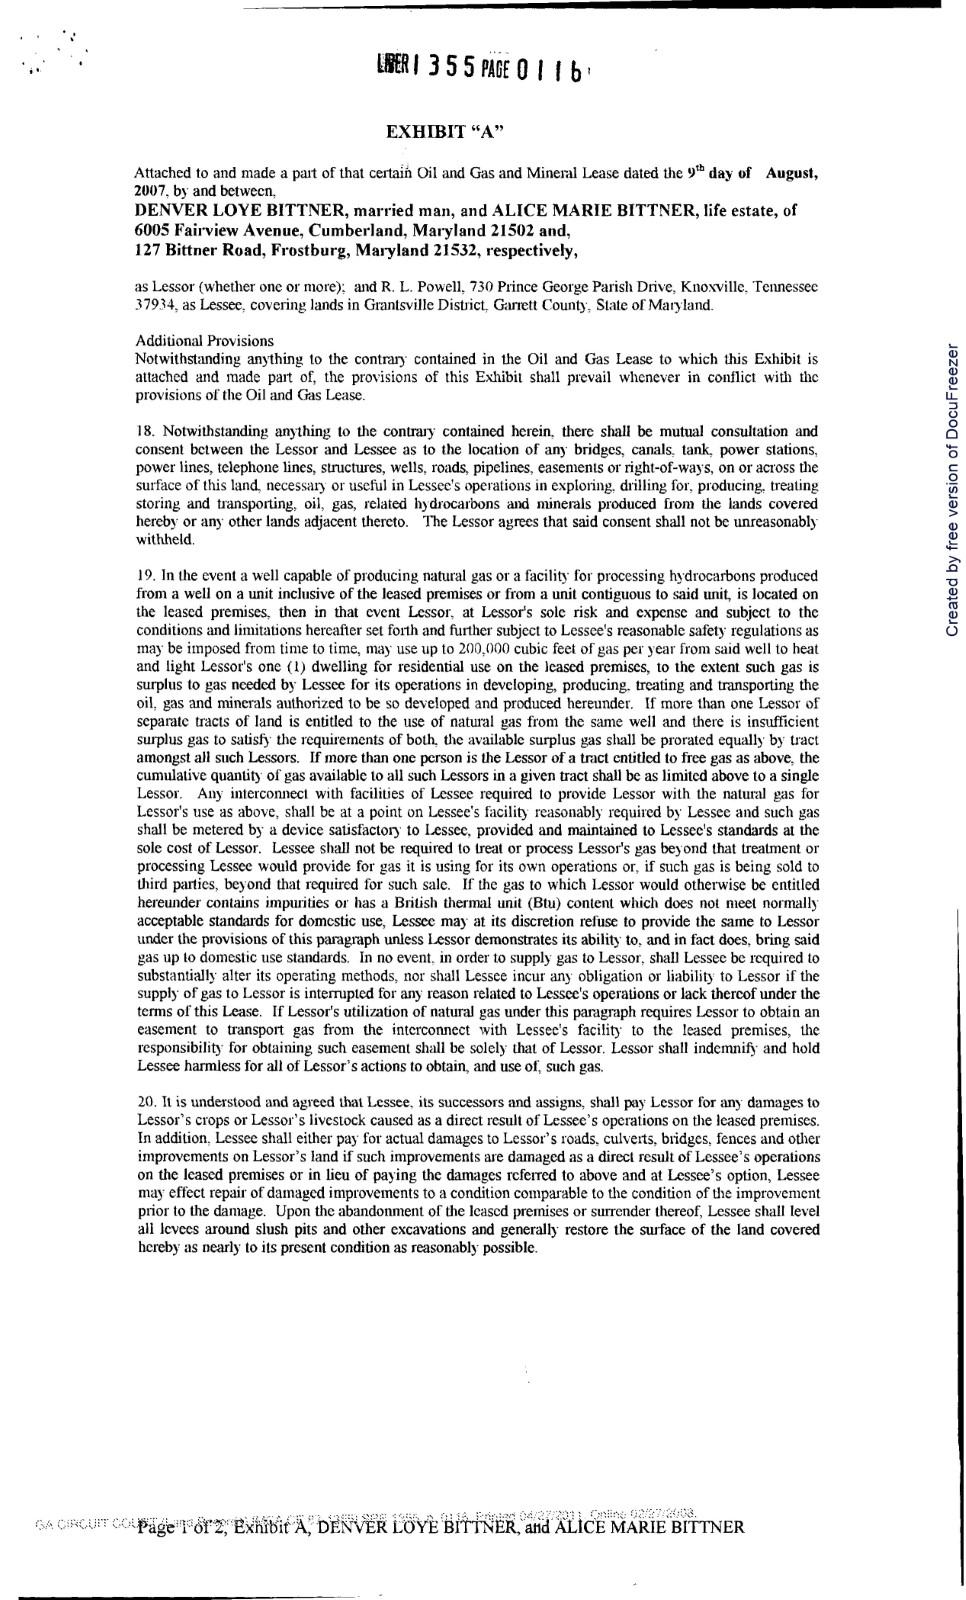 LIBER 1355 PAGE 0116
EXHIBIT “A”
Attached to and made a part of that certain Oil and Gas and Mineral Lease dated the 9th day of August,
2007, by and between,
DENVER LOYE BITTNER, married man, and ALICE MARIE BITTNER, life estate, of
6005 Fairview Avenue, Cumberland, Maryland 21502 and,
127 Bittner Road, Frostburg, Maryland 21532, respectively,
as Lessor (whether one or more); and R. L. Powell, 730 Prince George Parish Drive, Knoxville, Tennessee
37934, as Lessee, covering lands in Grantsville District, Garrett County, State of Maryland.
Additional Provisions
Notwithstanding anything to the contrary contained in the Oil and Gas Lease to which this Exhibit is
attached and made part of, the provisions of this Exhibit shall prevail whenever in conflict with the
provisions of the Oil and Gas Lease.
18. Notwithstanding anything to the contrary contained herein, there shall be mutual consultation and
consent between the Lessor and Lessee as to the location of any bridges, canals, tank, power stations,
power lines, telephone lines, structures, wells, roads, pipelines, easements or right-of-ways, on or across the
surface of this land, necessary or useful in Lessee's operations in exploring, drilling for, producing, treating
storing and transporting, oil, gas, related hydrocarbons and minerals produced from the lands covered
hereby or any other lands adjacent thereto. The Lessor agrees that said consent shall not be unreasonably
withheld.
19. In the event a well capable of producing natural gas or a facility for processing hydrocarbons produced
from a well on a unit inclusive of the leased premises or from a unit contiguous to said unit, is located on
the leased premises, then in that event Lessor, at Lessor's sole risk and expense and subject to the
conditions and limitations hereafter set forth and further subject to Lessee's reasonable safety regulations as
may be imposed from time to time, may use up to 200,000 cubic feet of gas per year from said well to heat
and light Lessor's one (1) dwelling for residential use on the leased premises, to the extent such gas is
surplus to gas needed by Lessee for its operations in developing, producing, treating and transporting the
oil, gas and minerals authorized to be so developed and produced hereunder. If more than one Lessor of
separate tracts of land is entitled to the use of natural gas from the same well and there is insufficient
surplus gas to satisfy the requirements of both, the available surplus gas shall be prorated equally by tract
amongst all such Lessors. If more than one person is the Lessor of a tract entitled to free gas as above, the
cumulative quantity of gas available to all such Lessors in a given tract shall be as limited above to a single
Lessor. Any interconnect with facilities of Lessee required to provide Lessor with the natural gas for
Lessor's use as above, shall be at a point on Lessee's facility reasonably required by Lessee and such gas
shall be metered by a device satisfactory to Lessee, provided and maintained to Lessee's standards at the
sole cost of Lessor. Lessee shall not be required to treat or process Lessor's gas beyond that treatment or
processing Lessee would provide for gas it is using for its own operations or, if such gas is being sold to
third parties, beyond that required for such sale. If the gas to which Lessor would otherwise be entitled
hereunder contains impurities or has a British thermal unit (Btu) content which does not meet normally
acceptable standards for domestic use, Lessee may at its discretion refuse to provide the same to Lessor
under the provisions of this paragraph unless Lessor demonstrates its ability to, and in fact does, bring said
gas up to domestic use standards. In no event, in order to supply gas to Lessor, shall Lessee be required to
substantially alter its operating methods, nor shall Lessee incur any obligation or liability to Lessor if the
supply of gas to Lessor is interrupted for any reason related to Lessee's operations or lack thereof under the
terms of this Lease. If Lessor's utilization of natural gas under this paragraph requires Lessor to obtain an
easement to transport gas from the interconnect with Lessee's facility to the leased premises, the
responsibility for obtaining such easement shall be solely that of Lessor. Lessor shall indemnify and hold
Lessee harmless for all of Lessor’s actions to obtain, and use of, such gas.
20. It is understood and agreed that Lessee, its successors and assigns, shall pay Lessor for any damages to
Lessor’s crops or Lessor’s livestock caused as a direct result of Lessee’s operations on the leased premises.
In addition, Lessee shall either pay for actual damages to Lessor’s roads, culverts, bridges, fences and other
improvements on Lessor’s land if such improvements are damaged as a direct result of Lessee’s operations
on the leased premises or in lieu of paying the damages referred to above and at Lessee’s option, Lessee
may effect repair of damaged improvements to a condition comparable to the condition of the improvement
prior to the damage. Upon the abandonment of the leased premises or surrender thereof, Lessee shall level
all levees around slush pits and other excavations and generally restore the surface of the land covered
hereby as nearly to its present condition as reasonably possible.
GA CIRCUIT COURT
Page 1 of 2, Exhibit A, DENVER LOYE BITTNER, and ALICE MARIE BITTNER
Created by free version of DocuFreezer